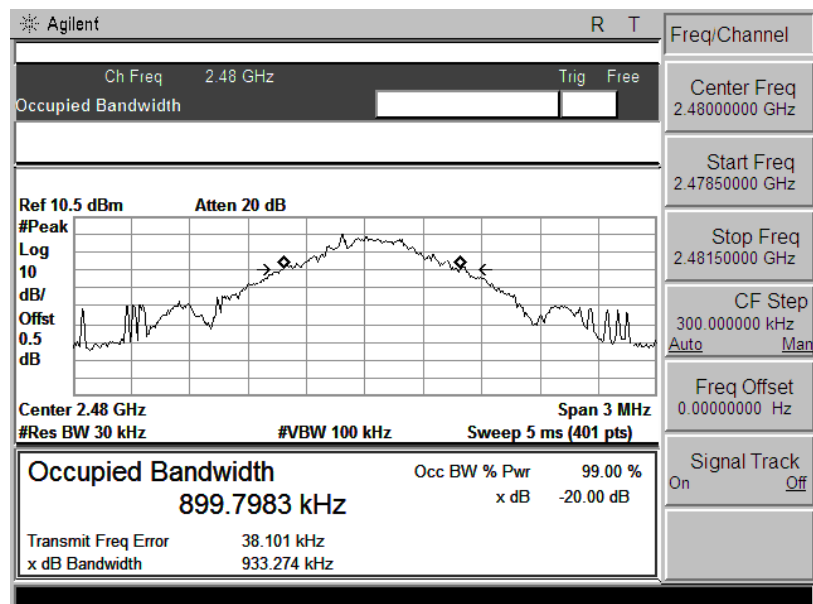 Agilent R T
Freq/Channel
Ch Freq 2.48 GHz Trig Free
Occupied Bandwidth
Center Freq
2.48000000 GHz
Start Freq
2.47850000 GHz
Stop Freq
2.48150000 GHz
CF Step
300.000000 kHz
Auto Man
Freq Offset
0.00000000 Hz
Signal Track
On Off
Ref 10.5 dBm Atten 20 dB
#Peak
Log
10
dB/
Offst
0.5
dB
Center 2.48 GHz Span 3 MHz
#Res BW 30 kHz #VBW 100 kHz Sweep 5 ms (401 pts)
Occupied Bandwidth Occ BW % Pwr 99.00 %
899.7983 kHz x dB -20.00 dB
Transmit Freq Error 38.101 kHz
x dB Bandwidth 933.274 kHz